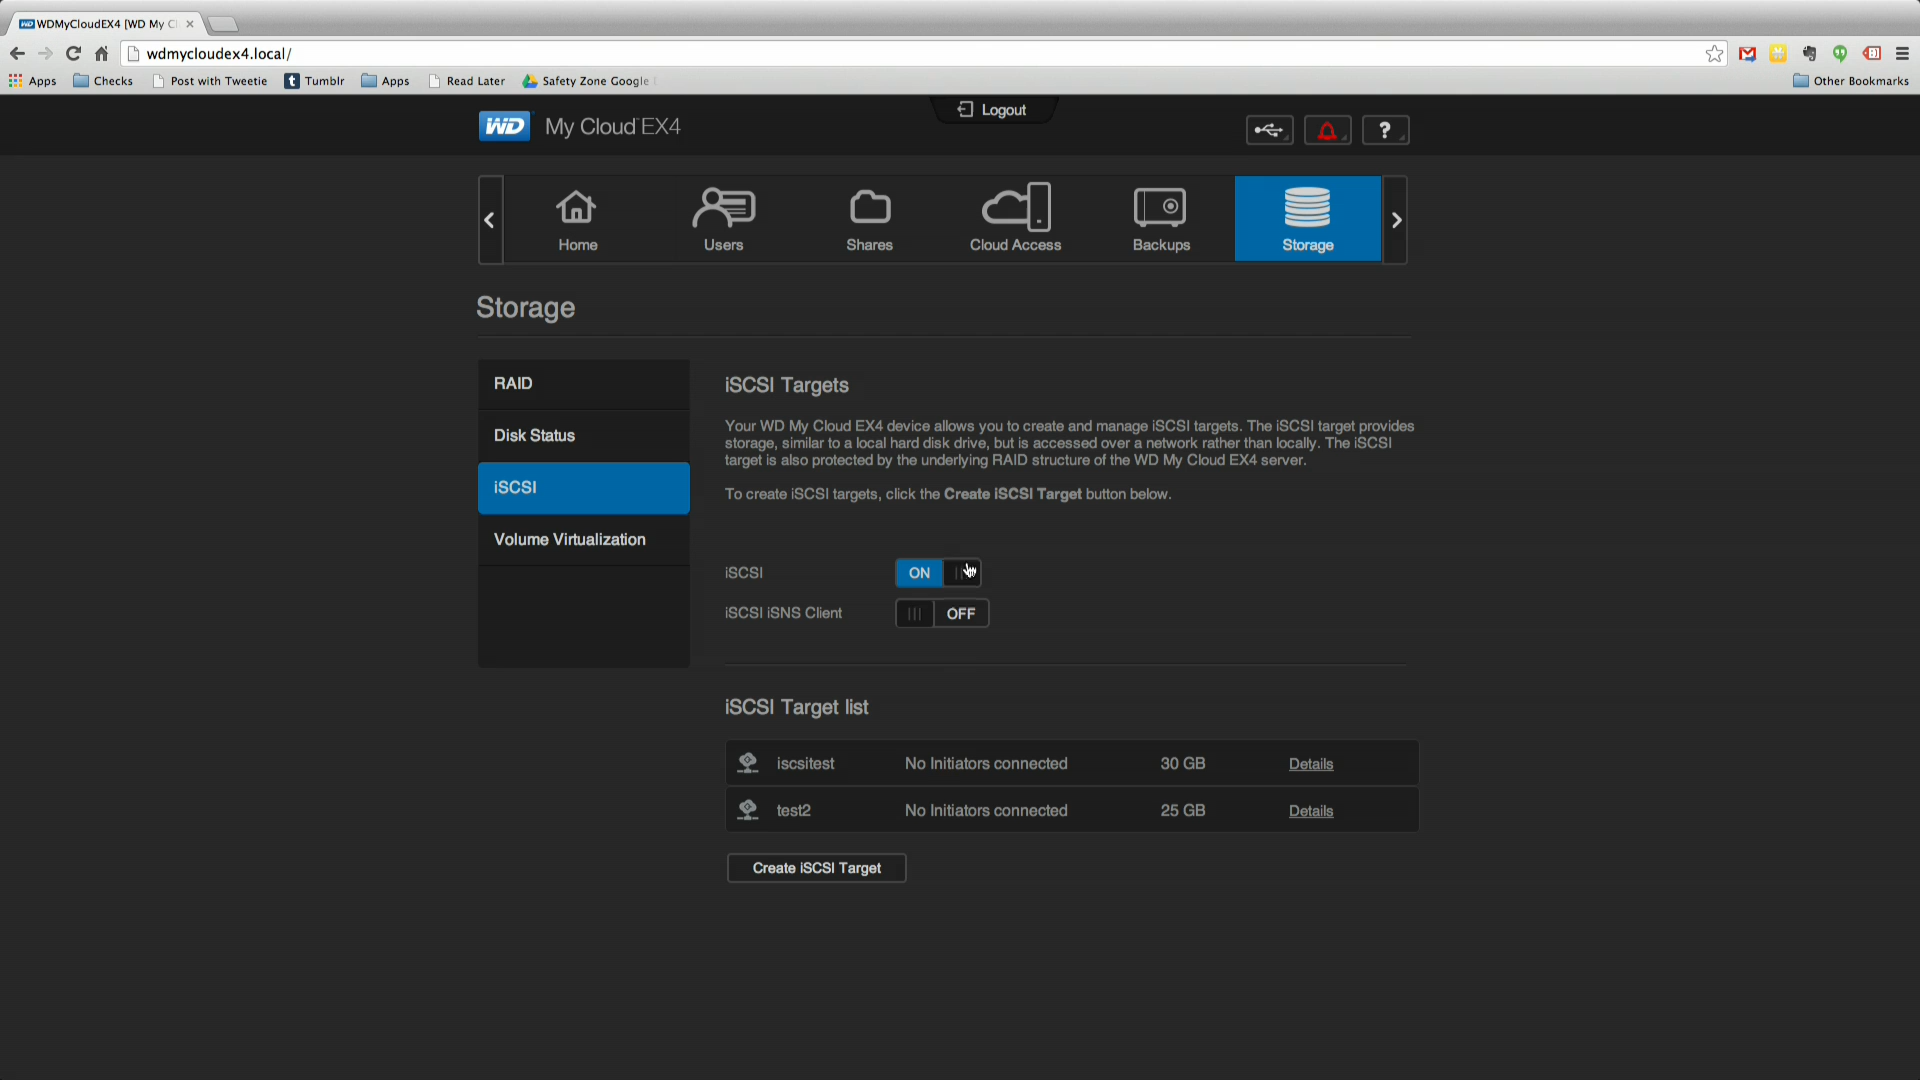 WDMyCloudEX4 [WD My C
wdmycloudex4.local/
Apps
Checks
Post with Tweetie
t Tumblr
Apps
Read Later
Safety Zone Google
Other Bookmarks
WD My Cloud EX4
Logout
?
Home
Users
Shares
Cloud Access
Backups
Storage
Storage
RAID
Disk Status
iSCSI
Volume Virtualization
iSCSI Targets
Your WD My Cloud EX4 device allows you to create and manage iSCSI targets. The iSCSI target provides
storage, similar to a local hard disk drive, but is accessed over a network rather than locally. The iSCSI
target is also protected by the underlying RAID structure of the WD My Cloud EX4 server.
To create iSCSI targets, click the Create iSCSI Target button below.
iSCSI ON
iSCSI iSNS Client OFF
iSCSI Target list
iscsitest No Initiators connected 30 GB Details
test2 No Initiators connected 25 GB Details
Create iSCSI Target